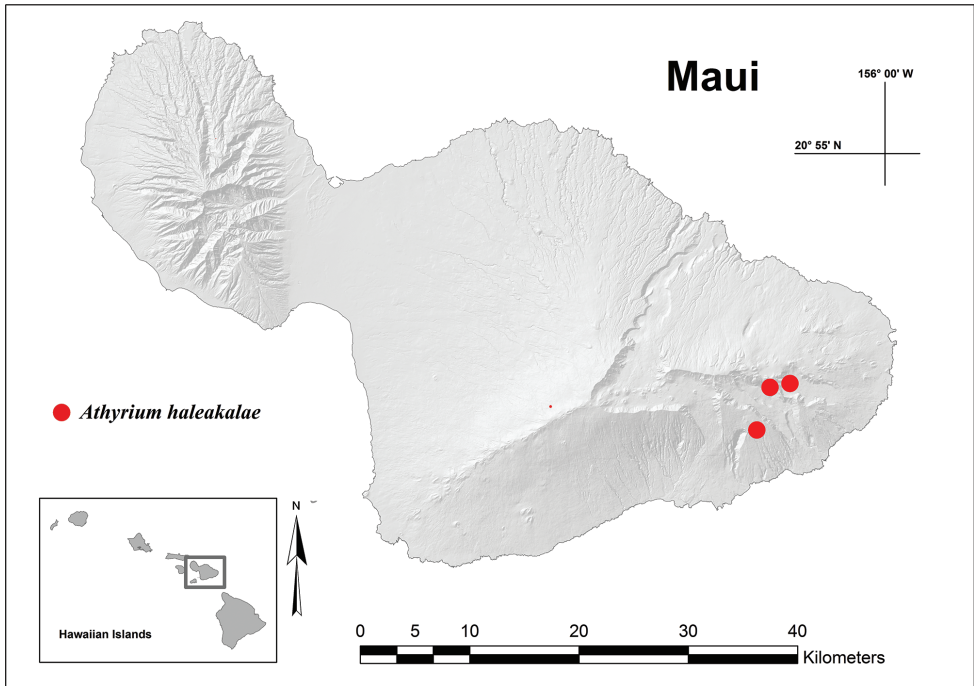 Maui
156° 00' W
20° 55' N
Athyrium haleakalae
N
Hawaiian Islands
0 5 10 20 30 40
Kilometers